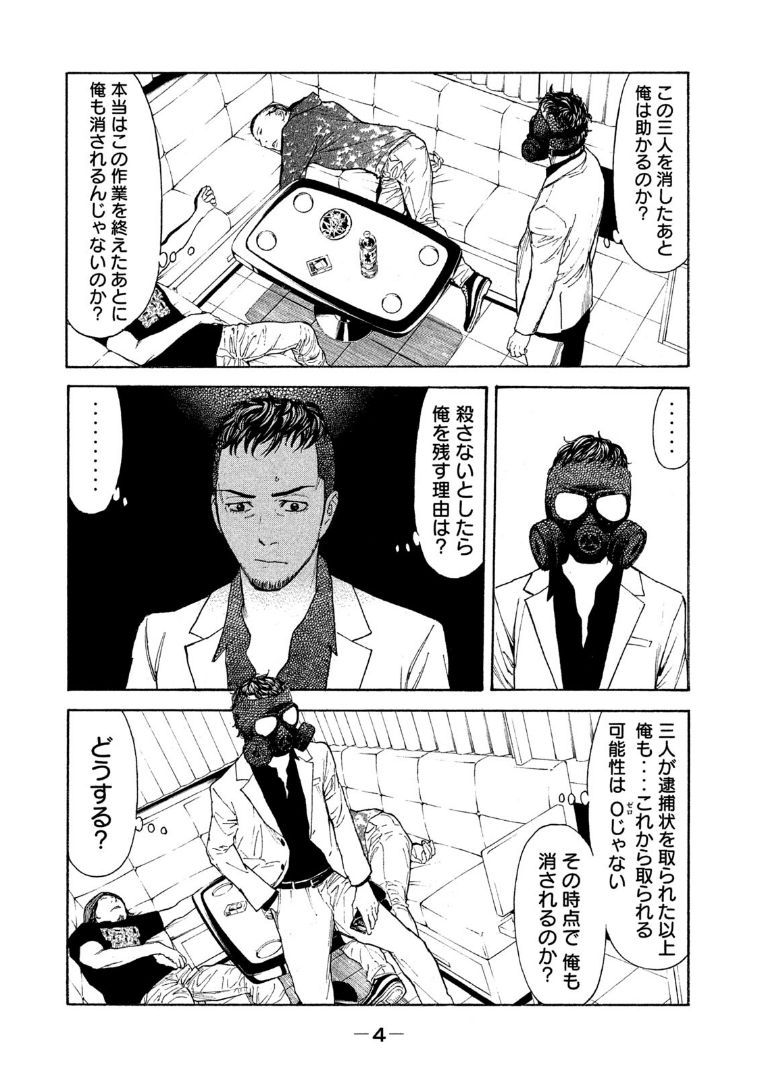 この三人を消したあと
俺は助かるのか?
本当はこの作業を終えたあとに
俺も消されるんじゃないのか?
・・・・・
殺さないとしたら
俺を残す理由は?
・・・・・・・・・
三人が逮捕状を取られた以上
俺も・・・・これから取られる
可能性は 0じゃない
ゼロ
その時点で 俺も
消されるのか?
どうする?
—4—